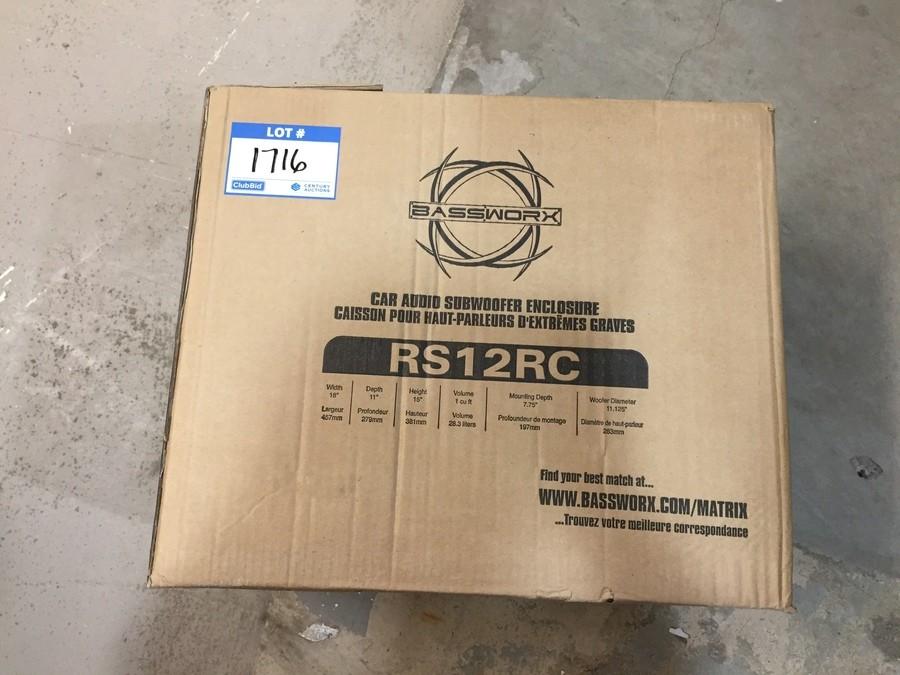 LOT #
1716
ClubBid
CENTURY
AUCTIONS
BASSWORX
CAR AUDIO SUBWOOFER ENCLOSURE
CAISSON POUR HAUT-PARLEURS D'EXTRÊMES GRAVES
RS12RC
Width
18"
Largeur
457mm
Depth
11"
Profondeur
279mm
Height
15"
Hauteur
381mm
Volume
1 cu ft
Volume
28.3 liters
Mounting Depth
7.75"
Profoundeur de montage
197mm
Woofer Diameter
11.125"
Diamètre de haut-parleur
283mm
Find your best match at...
WWW.BASSWORX.COM/MATRIX
...Trouvez votre meilleure correspondance